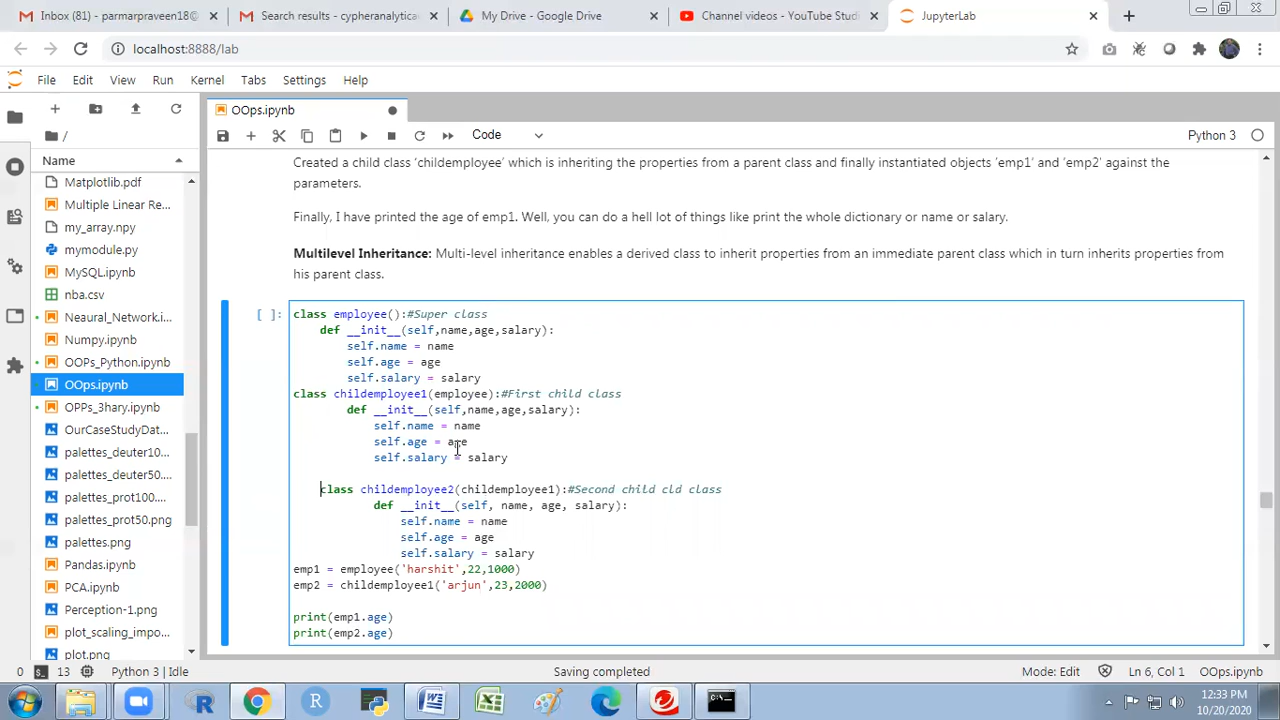 Inbox (81) - parmarpraveen18@
Search results - cypheranalytica
My Drive - Google Drive
Channel videos - YouTube Studi
JupyterLab
localhost:8888/lab
File Edit View Run Kernel Tabs Settings Help
OOps.ipynb
/
Code
Python 3
Name
Matplotlib.pdf
Multiple Linear Re...
my_array.npy
mymodule.py
MySQL.ipynb
nba.csv
Neaural_Network.i...
Numpy.ipynb
OOPs_Python.ipynb
OOps.ipynb
OPPs_3hary.ipynb
OurCaseStudyDat...
palettes_deuter10...
palettes_deuter50...
palettes_prot100....
palettes_prot50.png
palettes.png
Pandas.ipynb
PCA.ipynb
Perception-1.png
plot_scaling_impo...
plot.png
Created a child class 'childemployee' which is inheriting the properties from a parent class and finally instantiated objects 'emp1' and 'emp2' against the
parameters.
Finally, I have printed the age of emp1. Well, you can do a hell lot of things like print the whole dictionary or name or salary.
Multilevel Inheritance: Multi-level inheritance enables a derived class to inherit properties from an immediate parent class which in turn inherits properties from
his parent class.
[ ]:
class employee():#Super class
def __init__(self,name,age,salary):
self.name = name
self.age = age
self.salary = salary
class childemployee1(employee):#First child class
def __init__(self,name,age,salary):
self.name = name
self.age = age
self.salary = salary
class childemployee2(childemployee1):#Second child cld class
def __init__(self, name, age, salary):
self.name = name
self.age = age
self.salary = salary
emp1 = employee('harshit',22,1000)
emp2 = childemployee1('arjun',23,2000)
print(emp1.age)
print(emp2.age)
0 13 Python 3 | Idle
Saving completed
Mode: Edit
Ln 6, Col 1
OOps.ipynb
12:33 PM
10/20/2020